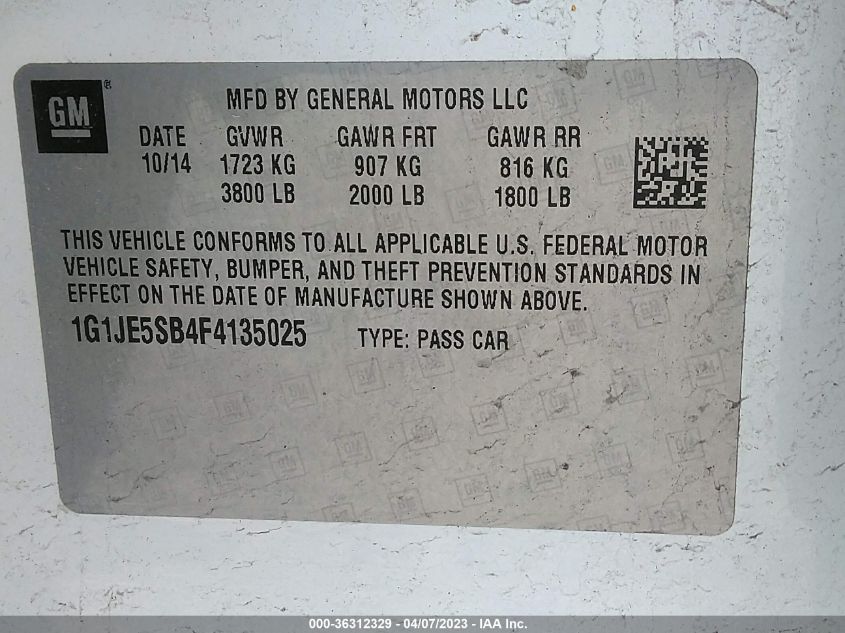 GM ®
MFD BY GENERAL MOTORS LLC
DATE GVWR GAWR FRT GAWR RR
10/14 1723 KG 907 KG 816 KG
3800 LB 2000 LB 1800 LB
THIS VEHICLE CONFORMS TO ALL APPLICABLE U.S. FEDERAL MOTOR
VEHICLE SAFETY, BUMPER, AND THEFT PREVENTION STANDARDS IN
EFFECT ON THE DATE OF MANUFACTURE SHOWN ABOVE.
1G1JE5SB4F4135025 TYPE: PASS CAR
000-36312329 - 04/07/2023 - IAA Inc.